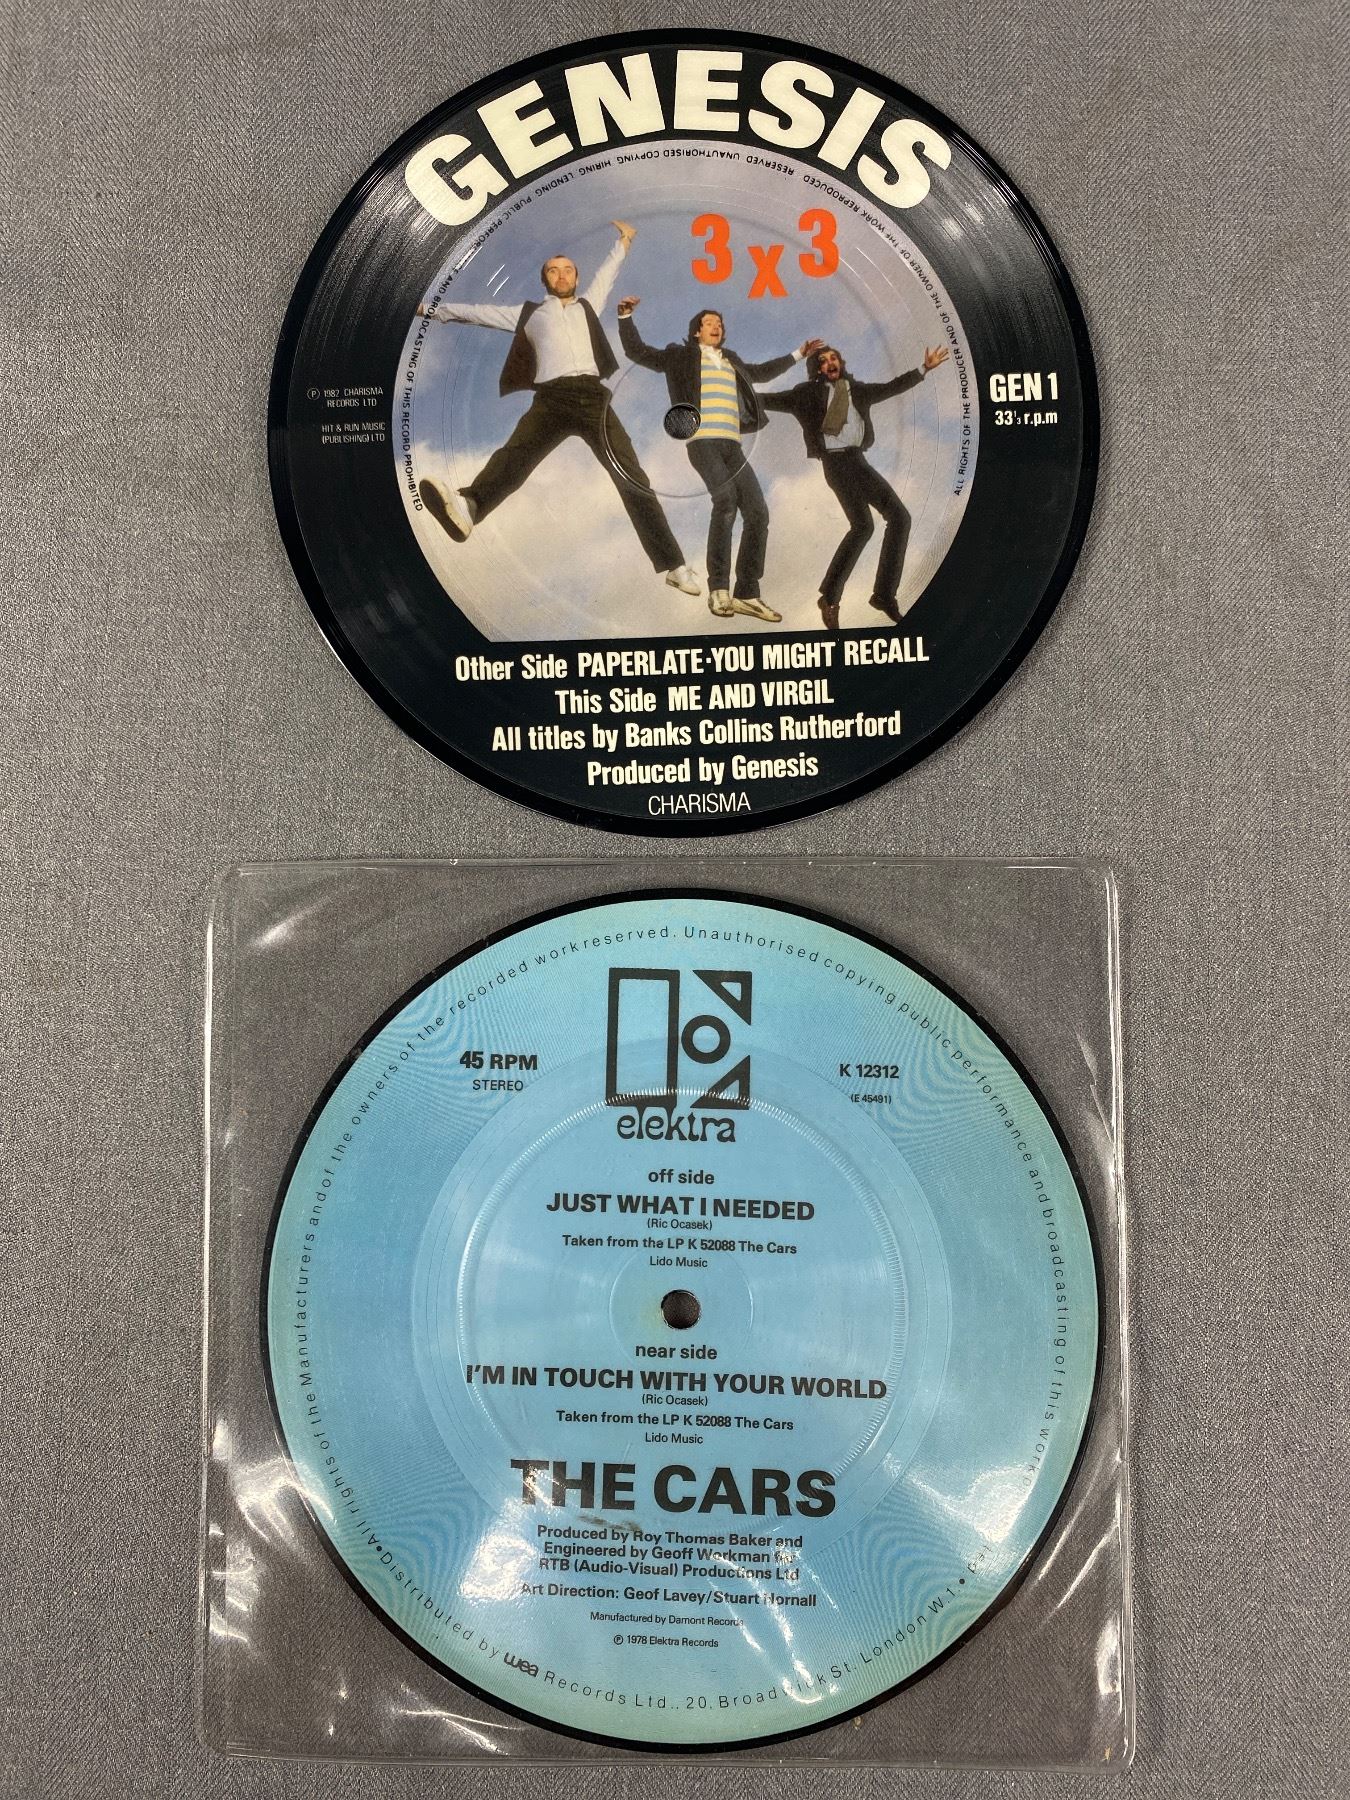 GENESIS
3 x 3
ALL RIGHTS OF THE PRODUCER AND OF THE OWNER OF THE WORK REPRODUCED RESERVED UNAUTHORISED COPYING, HIRING, LENDING, PUBLIC PERFORMANCE AND BROADCASTING OF THIS RECORD PROHIBITED
℗ 1982 CHARISMA
RECORDS LTD
HIT & RUN MUSIC
(PUBLISHING) LTD
GEN 1
33⅓ r.p.m
Other Side PAPERLATE·YOU MIGHT RECALL
This Side ME AND VIRGIL
All titles by Banks Collins Rutherford
Produced by Genesis
CHARISMA
All rights of the Manufacturers and of the owners of the recorded work reserved. Unauthorised copying public performance and broadcasting of this work
45 RPM
STEREO
K 12312
(E 45491)
elektra
off side
JUST WHAT I NEEDED
(Ric Ocasek)
Taken from the LP K 52088 The Cars
Lido Music
near side
I'M IN TOUCH WITH YOUR WORLD
(Ric Ocasek)
Taken from the LP K 52088 The Cars
Lido Music
THE CARS
Produced by Roy Thomas Baker and
Engineered by Geoff Workman for
RTB (Audio-Visual) Productions Ltd
Art Direction: Geof Lavey/Stuart Hornall
Manufactured by Damont Records
℗ 1978 Elektra Records
•Distributed by wea Records Ltd., 20, Broadwick St. London W.1•